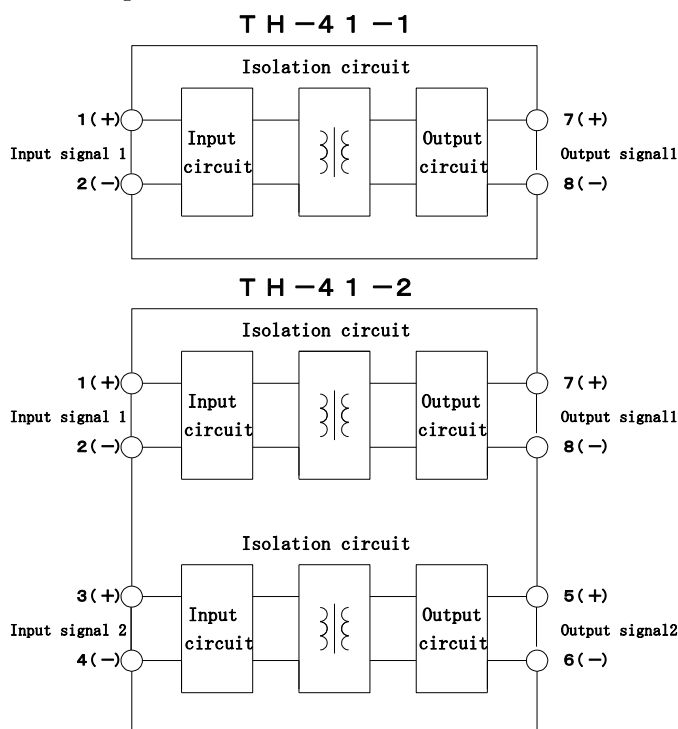 TH-41-1
Isolation circuit
1(+)
Input signal 1
2(-)
Input
circuit
Output
circuit
7(+)
Output signal1
8(-)
TH-41-2
Isolation circuit
1(+)
Input signal 1
2(-)
Input
circuit
Output
circuit
7(+)
Output signal1
8(-)
Isolation circuit
3(+)
Input signal 2
4(-)
Input
circuit
Output
circuit
5(+)
Output signal2
6(-)